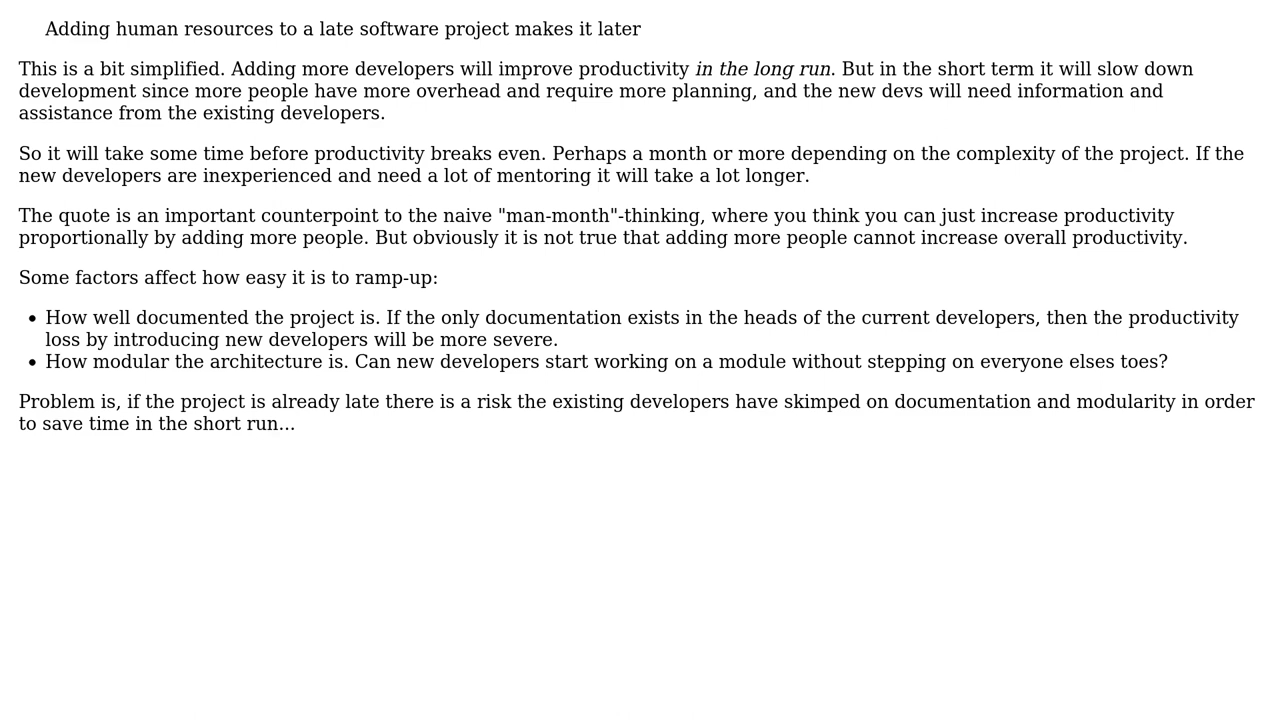 Adding human resources to a late software project makes it later
This is a bit simplified. Adding more developers will improve productivity in the long run. But in the short term it will slow down
development since more people have more overhead and require more planning, and the new devs will need information and
assistance from the existing developers.
So it will take some time before productivity breaks even. Perhaps a month or more depending on the complexity of the project. If the
new developers are inexperienced and need a lot of mentoring it will take a lot longer.
The quote is an important counterpoint to the naive "man-month"-thinking, where you think you can just increase productivity
proportionally by adding more people. But obviously it is not true that adding more people cannot increase overall productivity.
Some factors affect how easy it is to ramp-up:
• How well documented the project is. If the only documentation exists in the heads of the current developers, then the productivity
loss by introducing new developers will be more severe.
• How modular the architecture is. Can new developers start working on a module without stepping on everyone elses toes?
Problem is, if the project is already late there is a risk the existing developers have skimped on documentation and modularity in order
to save time in the short run...